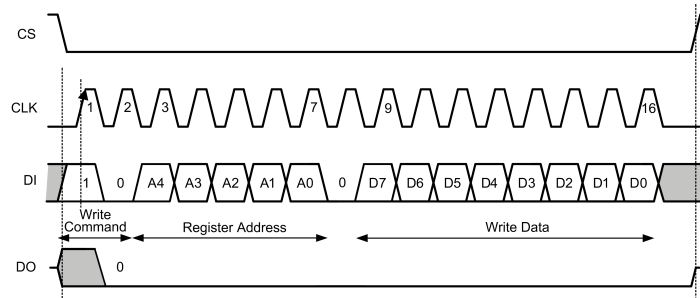 CS
CLK 1 2 3 7 9 16
DI 1 0 A4 A3 A2 A1 A0 0 D7 D6 D5 D4 D3 D2 D1 D0
Write
Command Register Address Write Data
DO 0